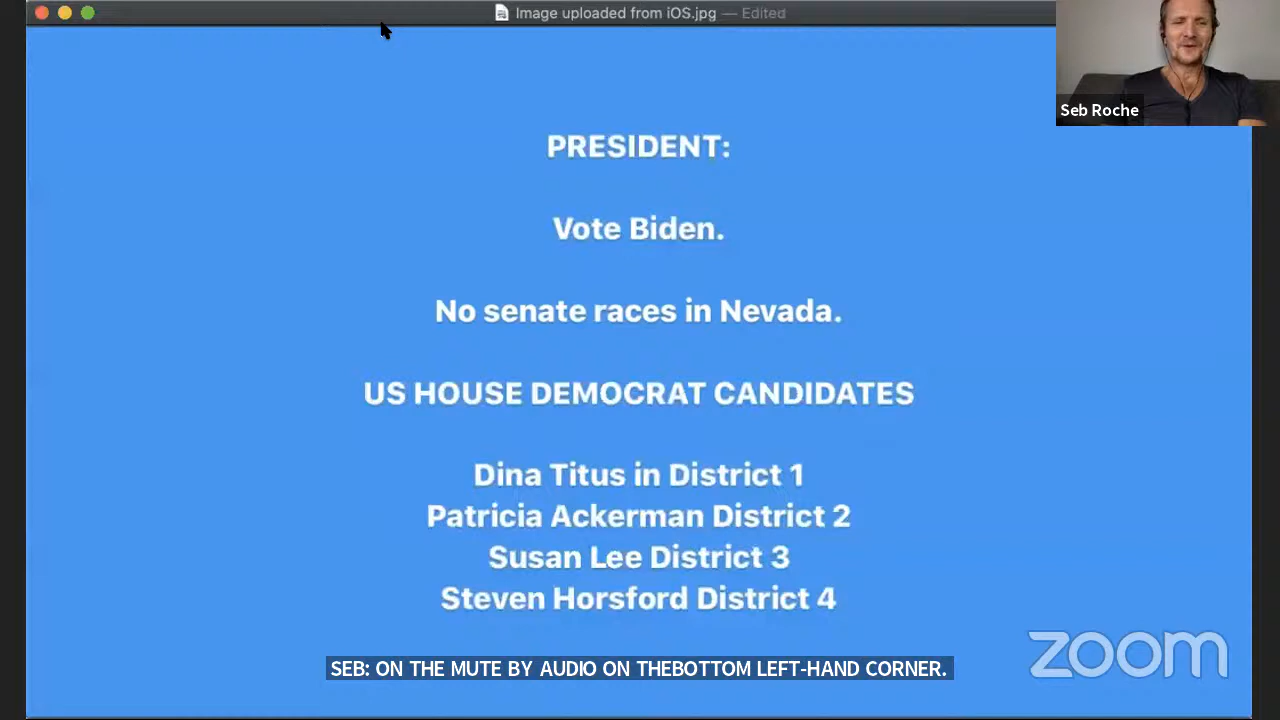 Image uploaded from iOS.jpg — Edited
Seb Roche
PRESIDENT:
Vote Biden.
No senate races in Nevada.
US HOUSE DEMOCRAT CANDIDATES
Dina Titus in District 1
Patricia Ackerman District 2
Susan Lee District 3
Steven Horsford District 4
zoom
SEB: ON THE MUTE BY AUDIO ON THEBOTTOM LEFT-HAND CORNER.